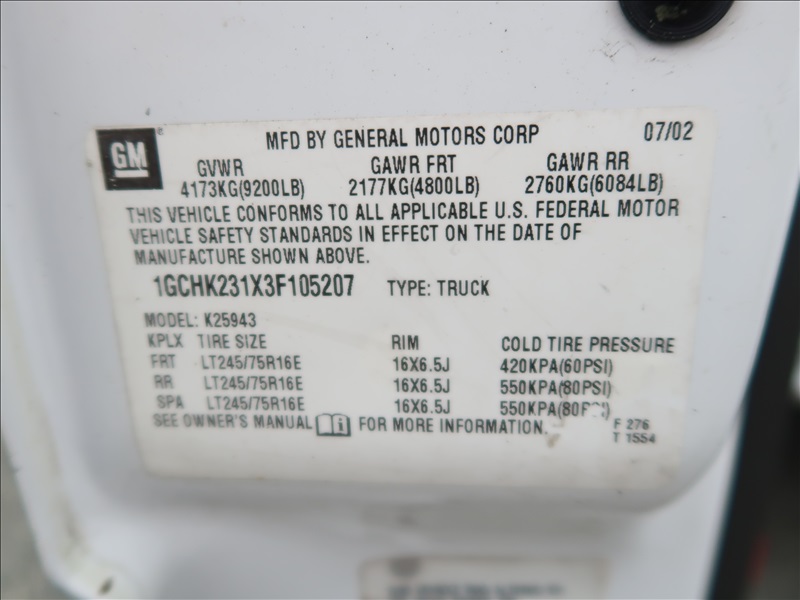 GM
MFD BY GENERAL MOTORS CORP 07/02
GVWR GAWR FRT GAWR RR
4173KG(9200LB) 2177KG(4800LB) 2760KG(6084LB)
THIS VEHICLE CONFORMS TO ALL APPLICABLE U.S. FEDERAL MOTOR
VEHICLE SAFETY STANDARDS IN EFFECT ON THE DATE OF
MANUFACTURE SHOWN ABOVE.
1GCHK231X3F105207 TYPE: TRUCK
MODEL: K25943
KPLX TIRE SIZE RIM COLD TIRE PRESSURE
FRT LT245/75R16E 16X6.5J 420KPA(60PSI)
RR LT245/75R16E 16X6.5J 550KPA(80PSI)
SPA LT245/75R16E 16X6.5J 550KPA(80PSI)
SEE OWNER'S MANUAL i FOR MORE INFORMATION. F 276
T 1554